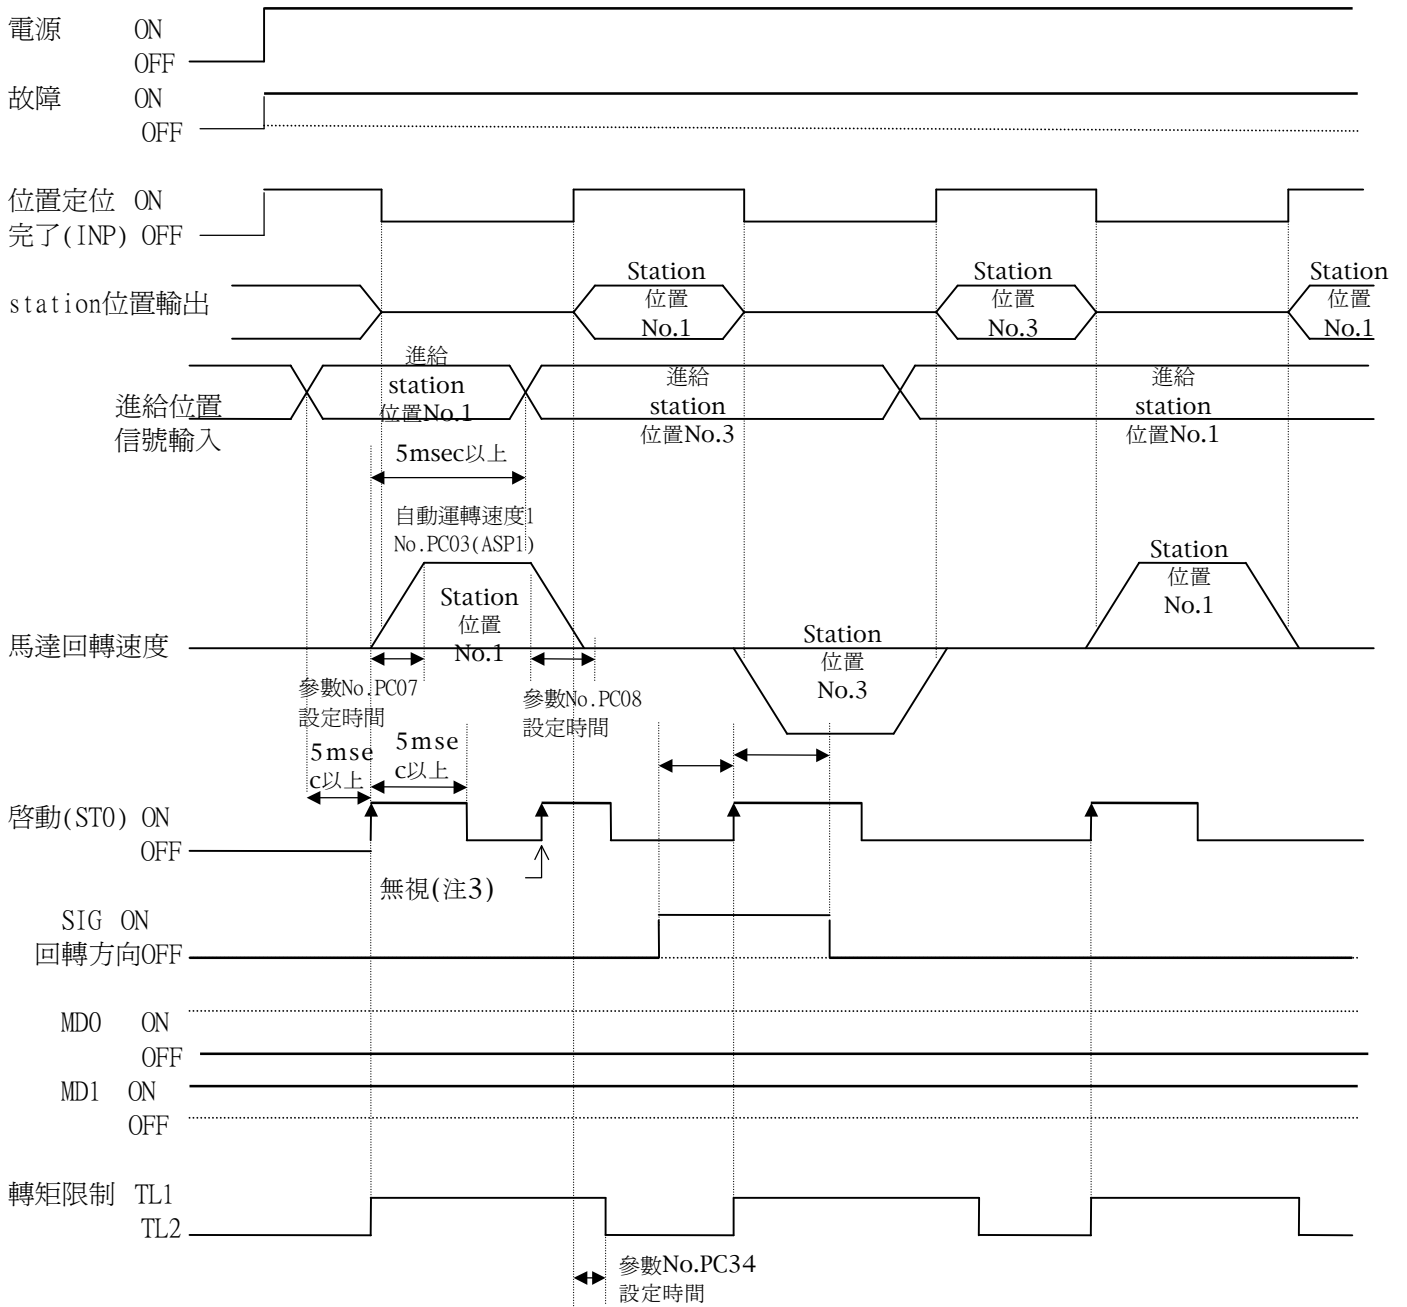 電源 ON
OFF
故障 ON
OFF
位置定位 ON
完了(INP) OFF
station位置輸出
Station
位置
No.1
Station
位置
No.3
Station
位置
No.1
進給位置
信號輸入
進給
station
位置No.1
進給
station
位置No.3
進給
station
位置No.1
5msec以上
自動運轉速度1
No.PC03(ASP1)
馬達回轉速度
Station
位置
No.1
Station
位置
No.3
Station
位置
No.1
參數No.PC07
設定時間
參數No.PC08
設定時間
5mse
c以上
5mse
c以上
啓動(ST0) ON
OFF
無視(注3)
SIG ON
回轉方向OFF
MD0 ON
OFF
MD1 ON
OFF
轉矩限制 TL1
TL2
參數No.PC34
設定時間